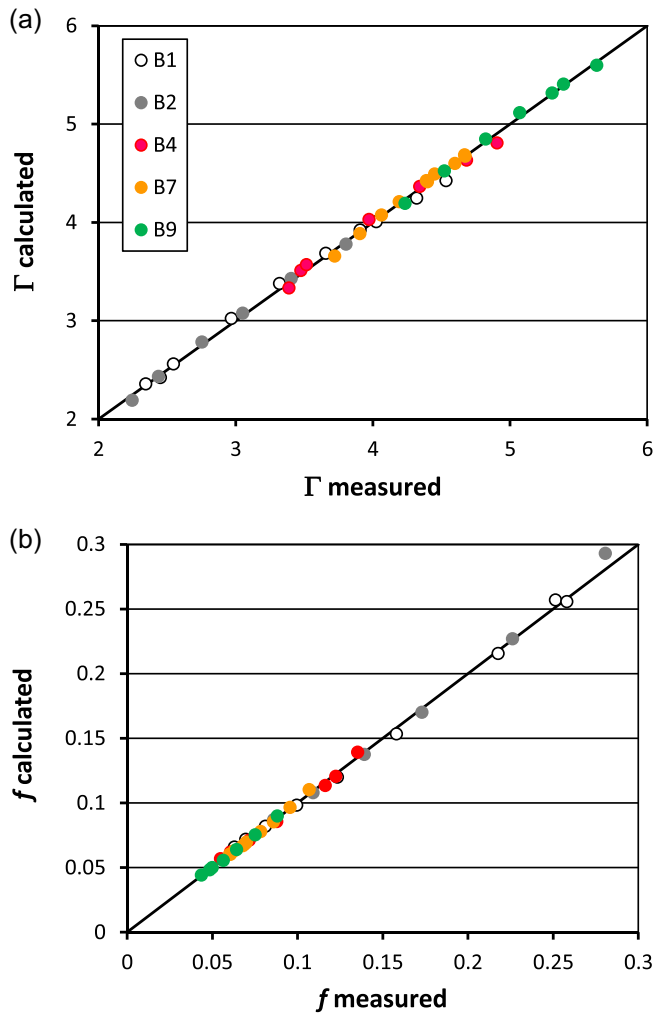 (a)
6
5
4
3
2
Γ calculated
B1
B2
B4
B7
B9
2 3 4 5 6
Γ measured
(b)
0.3
0.25
0.2
0.15
0.1
0.05
0
f calculated
0 0.05 0.1 0.15 0.2 0.25 0.3
f measured